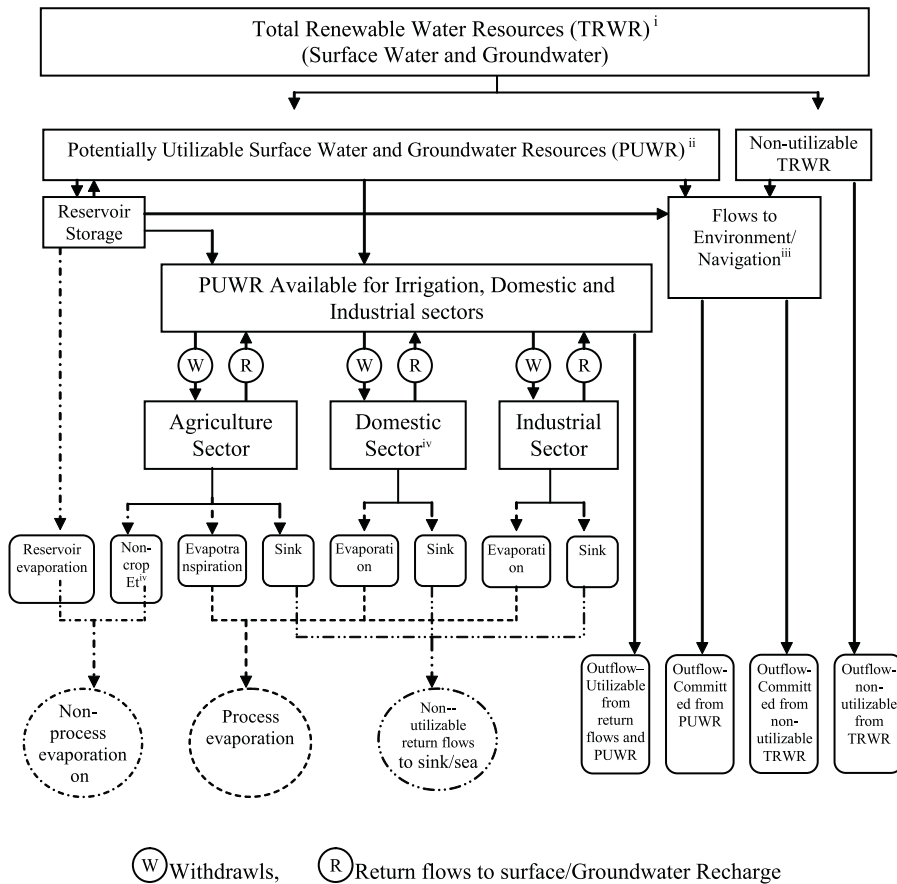 Total Renewable Water Resources (TRWR) i
(Surface Water and Groundwater)
Potentially Utilizable Surface Water and Groundwater Resources (PUWR) ii
Non-utilizable
TRWR
Reservoir
Storage
Flows to
Environment/
Navigation iii
PUWR Available for Irrigation, Domestic and
Industrial sectors
W
R
W
R
W
R
Agriculture
Sector
Domestic
Sector iv
Industrial
Sector
Reservoir
evaporation
Non-
crop
Et iv
Evapotra
nspiration
Sink
Evaporati
on
Sink
Evaporati
on
Sink
Non-
process
evaporation
on
Process
evaporation
Non--
utilizable
return flows
to sink/sea
Outflow–
Utilizable
from
return
flows and
PUWR
Outflow-
Committ
ed from
PUWR
Outflow-
Committ
ed from
non-
utilizable
TRWR
Outflow-
non-
utilizable
from
TRWR
W Withdrawls, R Return flows to surface/Groundwater Recharge